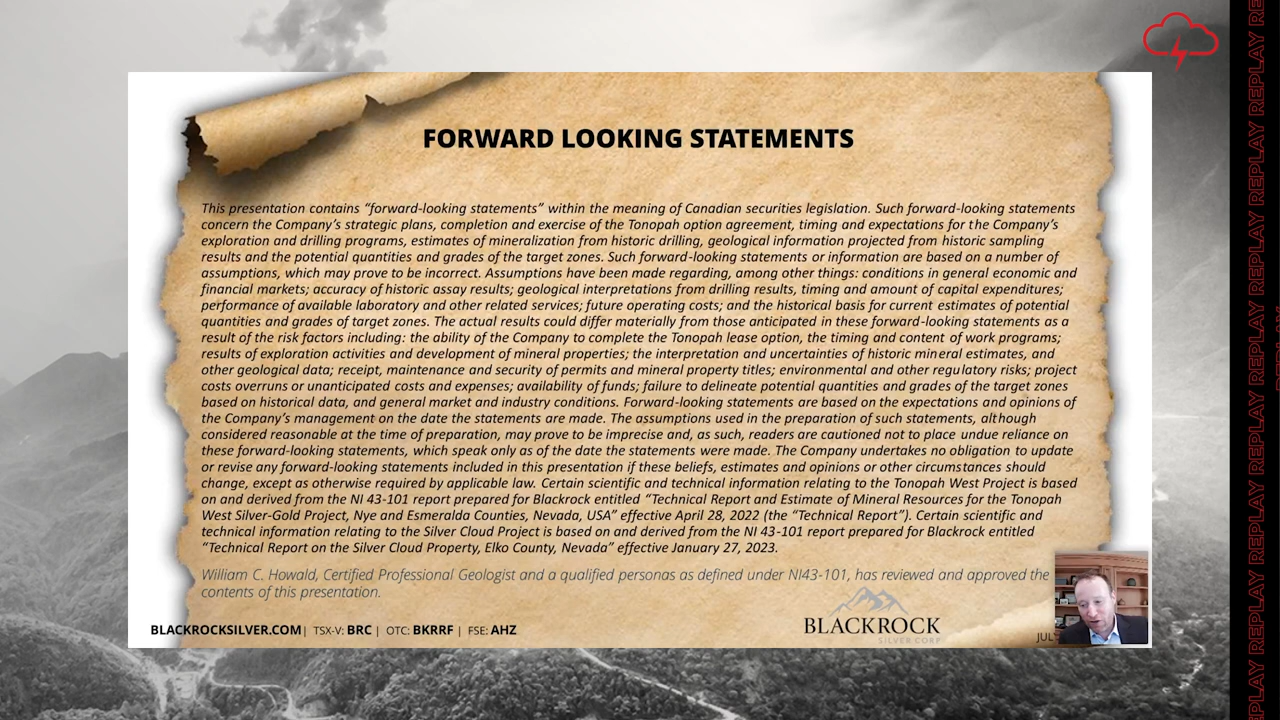 FORWARD LOOKING STATEMENTS
This presentation contains “forward-looking statements” within the meaning of Canadian securities legislation. Such forward-looking statements
concern the Company’s strategic plans, completion and exercise of the Tonopah option agreement, timing and expectations for the Company’s
exploration and drilling programs, estimates of mineralization from historic drilling, geological information projected from historic sampling
results and the potential quantities and grades of the target zones. Such forward-looking statements or information are based on a number of
assumptions, which may prove to be incorrect. Assumptions have been made regarding, among other things: conditions in general economic and
financial markets; accuracy of historic assay results; geological interpretations from drilling results, timing and amount of capital expenditures;
performance of available laboratory and other related services; future operating costs; and the historical basis for current estimates of potential
quantities and grades of target zones. The actual results could differ materially from those anticipated in these forward-looking statements as a
result of the risk factors including: the ability of the Company to complete the Tonopah lease option, the timing and content of work programs;
results of exploration activities and development of mineral properties; the interpretation and uncertainties of historic mineral estimates, and
other geological data; receipt, maintenance and security of permits and mineral property titles; environmental and other regulatory risks; project
costs overruns or unanticipated costs and expenses; availability of funds; failure to delineate potential quantities and grades of the target zones
based on historical data, and general market and industry conditions. Forward-looking statements are based on the expectations and opinions of
the Company’s management on the date the statements are made. The assumptions used in the preparation of such statements, although
considered reasonable at the time of preparation, may prove to be imprecise and, as such, readers are cautioned not to place undue reliance on
these forward-looking statements, which speak only as of the date the statements were made. The Company undertakes no obligation to update
or revise any forward-looking statements included in this presentation if these beliefs, estimates and opinions or other circumstances should
change, except as otherwise required by applicable law. Certain scientific and technical information relating to the Tonopah West Project is based
on and derived from the NI 43-101 report prepared for Blackrock entitled “Technical Report and Estimate of Mineral Resources for the Tonopah
West Silver-Gold Project, Nye and Esmeralda Counties, Nevada, USA” effective April 28, 2022 (the “Technical Report”). Certain scientific and
technical information relating to the Silver Cloud Project is based on and derived from the NI 43-101 report prepared for Blackrock entitled
“Technical Report on the Silver Cloud Property, Elko County, Nevada” effective January 27, 2023.
William C. Howald, Certified Professional Geologist and a qualified personas as defined under NI43-101, has reviewed and approved the
contents of this presentation.
BLACKROCK
SILVER CORP
BLACKROCKSILVER.COM| TSX-V: BRC | OTC: BKRRF | FSE: AHZ
JUL
REPLAY REPLAY REPLAY REPLAY REPLAY REPLAY REPLAY REPLAY REPLAY